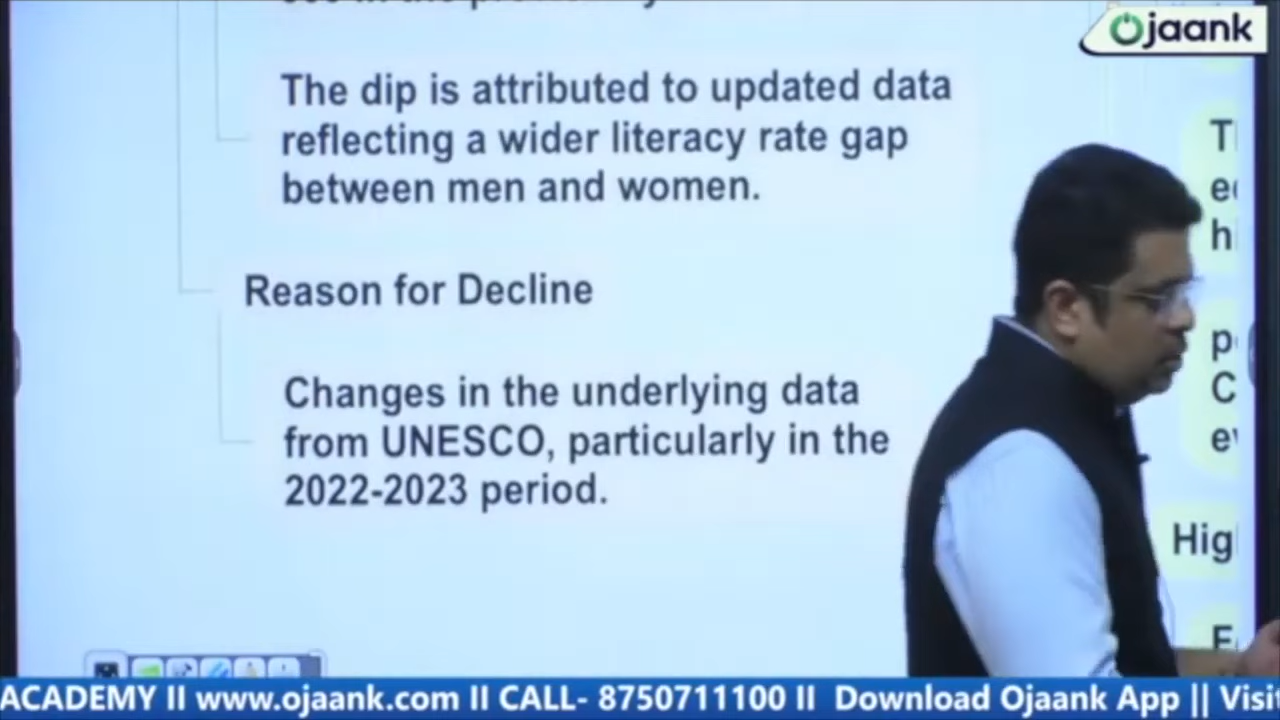 Ojaank
The dip is attributed to updated data
reflecting a wider literacy rate gap
between men and women.
Reason for Decline
Changes in the underlying data
from UNESCO, particularly in the
2022-2023 period.
Hig
ACADEMY II www.ojaank.com II CALL- 8750711100 II Download Ojaank App || Visit